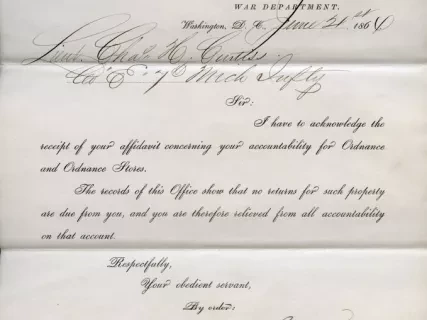 WAR DEPARTMENT.
Washington, D. C. June 21st 1864
Lieut. Chas H. Curtiss
Co E 7th Mich Infty
Sir:
I have to acknowledge the
receipt of your affidavit concerning your accountability for Ordnance
and Ordnance Stores.
The records of this Office show that no returns for such property
are due from you, and you are therefore relieved from all accountability
on that account.
Respectfully,
Your obedient servant,
By order: